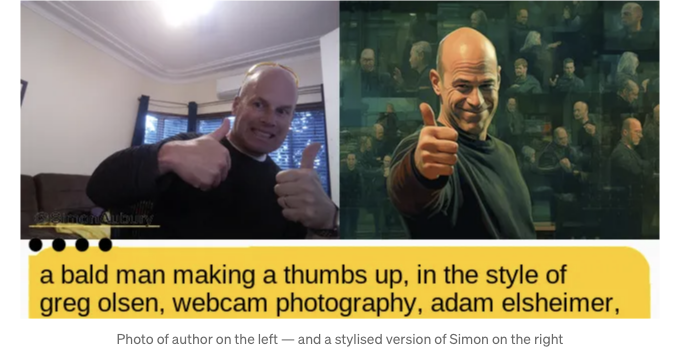 @SimonAubury
a bald man making a thumbs up, in the style of
greg olsen, webcam photography, adam elsheimer,
Photo of author on the left — and a stylised version of Simon on the right